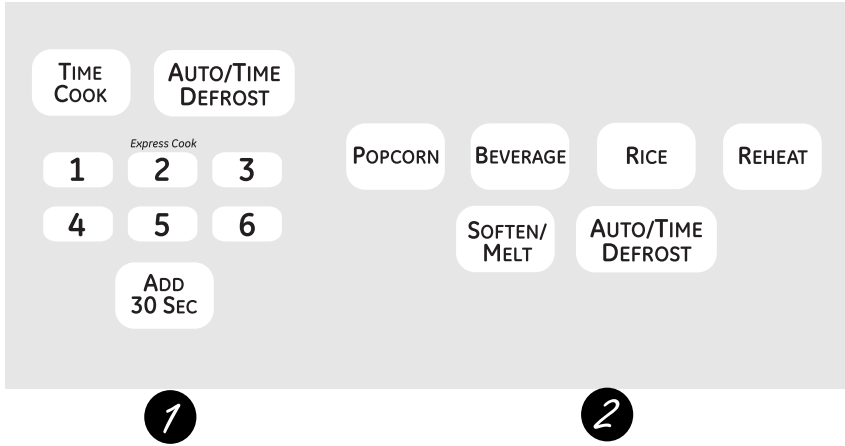 TIME
COOK
AUTO/TIME
DEFROST
Express Cook
1 2 3
4 5 6
ADD
30 SEC
POPCORN BEVERAGE RICE REHEAT
SOFTEN/
MELT
AUTO/TIME
DEFROST
1
2